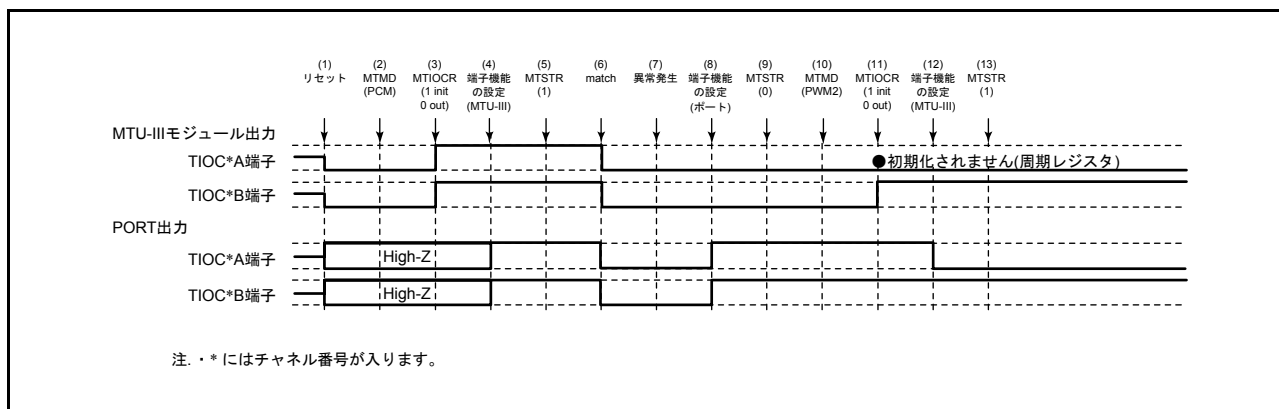 (1)
リセット
(2)
MTMD
(PCM)
(3)
MTIOCR
(1 init
0 out)
(4)
端子機能
の設定
(MTU-III)
(5)
MTSTR
(1)
(6)
match
(7)
異常発生
(8)
端子機能
の設定
(ポート)
(9)
MTSTR
(0)
(10)
MTMD
(PWM2)
(11)
MTIOCR
(1 init
0 out)
(12)
端子機能
の設定
(MTU-III)
(13)
MTSTR
(1)
MTU-IIIモジュール出力
TIOC*A端子
●初期化されません(周期レジスタ)
TIOC*B端子
PORT出力
TIOC*A端子
High-Z
TIOC*B端子
High-Z
注. ・* にはチャネル番号が入ります。